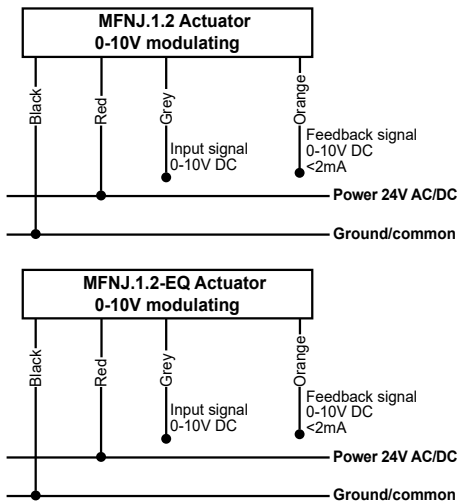 MFNJ.1.2 Actuator
0-10V modulating
Black
Red
Grey
Orange
Input signal
0-10V DC
Feedback signal
0-10V DC
<2mA
Power 24V AC/DC
Ground/common
MFNJ.1.2-EQ Actuator
0-10V modulating
Black
Red
Grey
Orange
Input signal
0-10V DC
Feedback signal
0-10V DC
<2mA
Power 24V AC/DC
Ground/common